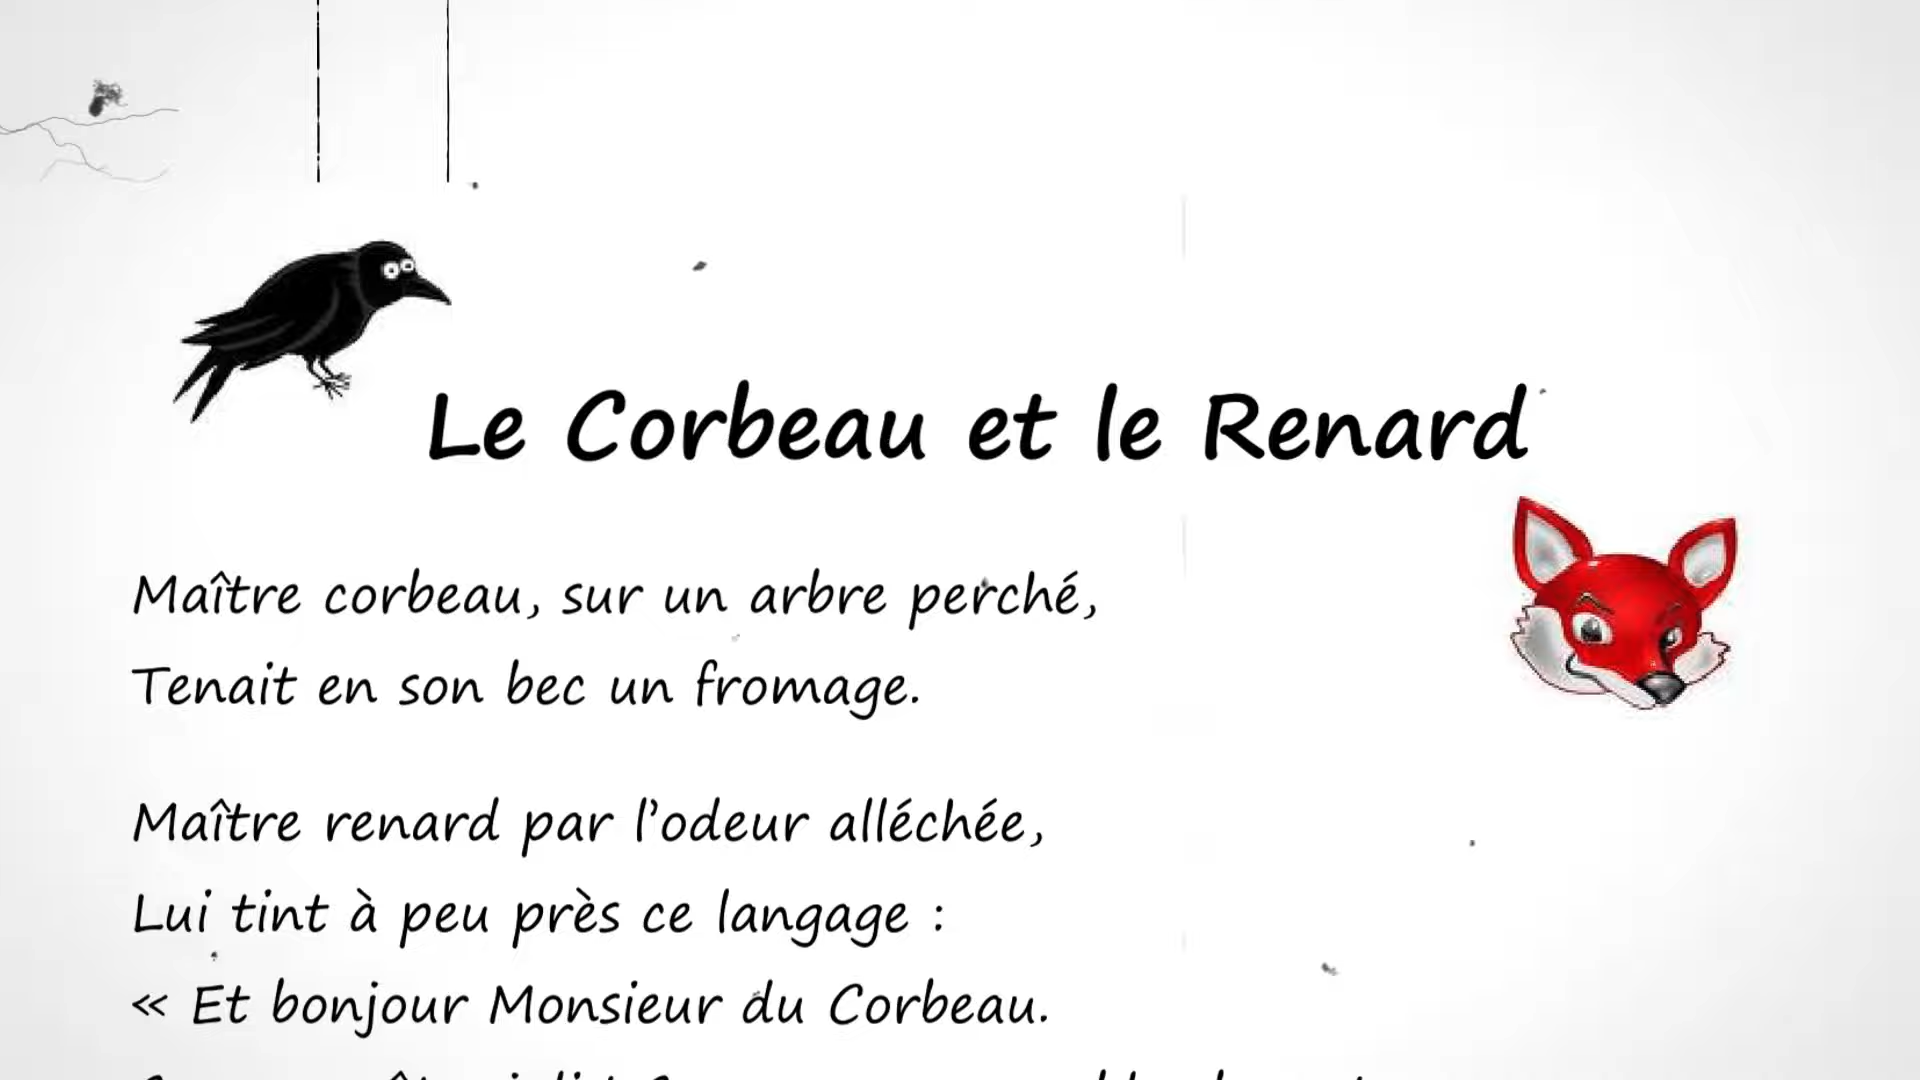 Le Corbeau et le Renard
Maître corbeau, sur un arbre perché,
Tenait en son bec un fromage.
Maître renard par l’odeur alléchée,
Lui tint à peu près ce langage :
« Et bonjour Monsieur du Corbeau.